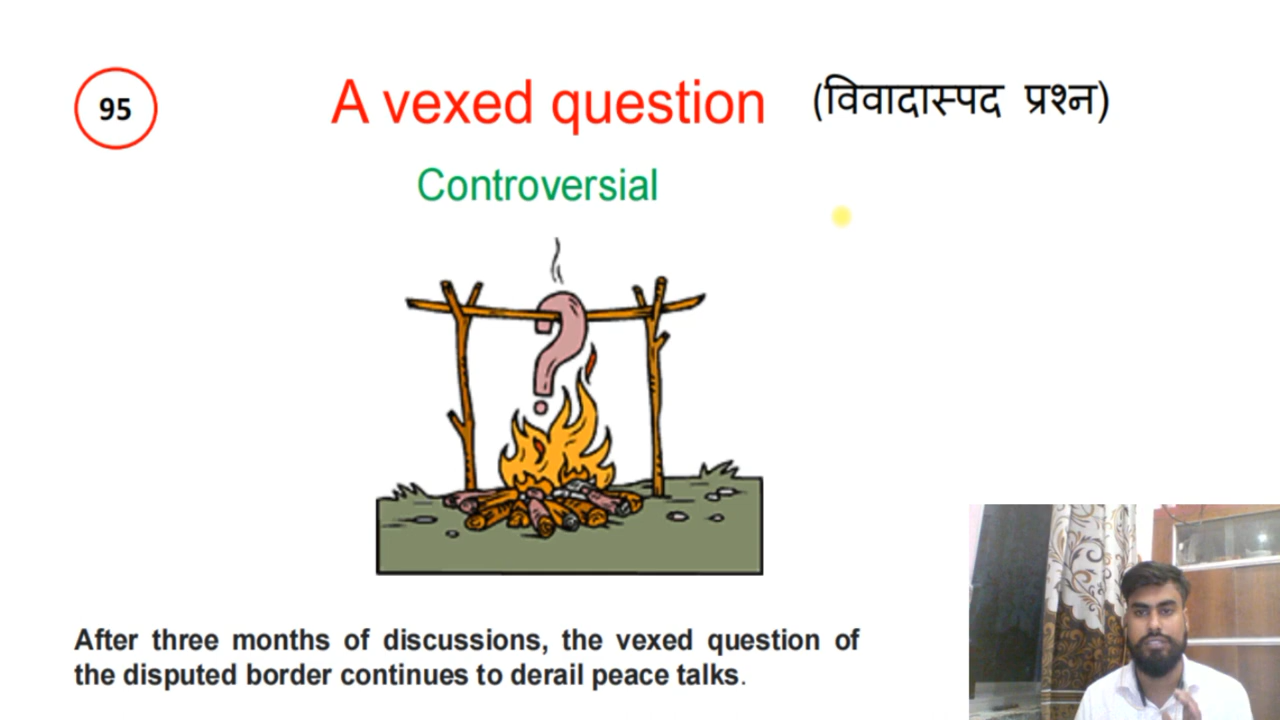 95
A vexed question (विवादास्पद प्रश्न)
Controversial
After three months of discussions, the vexed question of
the disputed border continues to derail peace talks.